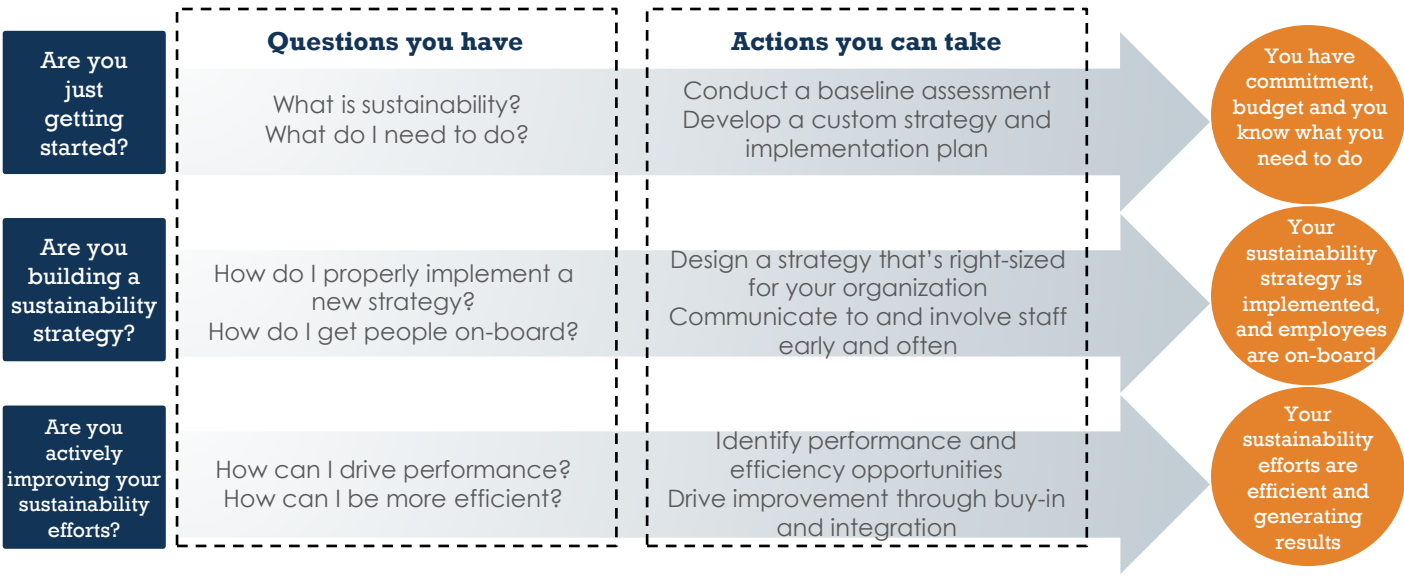 Questions you have
Actions you can take
Are you
just
getting
started?
What is sustainability?
What do I need to do?
Conduct a baseline assessment
Develop a custom strategy and
implementation plan
You have
commitment,
budget and you
know what you
need to do
Are you
building a
sustainability
strategy?
How do I properly implement a
new strategy?
How do I get people on-board?
Design a strategy that's right-sized
for your organization
Communicate to and involve staff
early and often
Your
sustainability
strategy is
implemented,
and employees
are on-board
Are you
actively
improving your
sustainability
efforts?
How can I drive performance?
How can I be more efficient?
Identify performance and
efficiency opportunities
Drive improvement through buy-in
and integration
Your
sustainability
efforts are
efficient and
generating
results